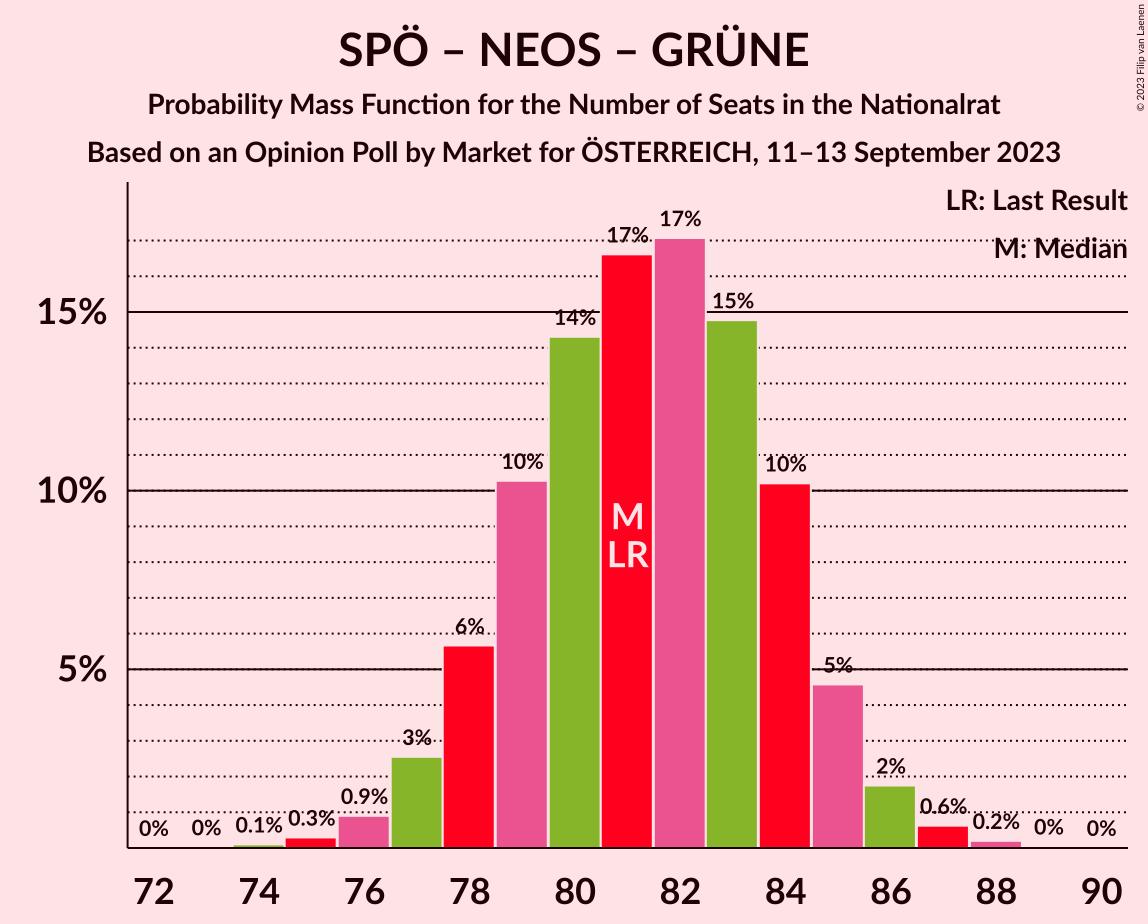 SPÖ – NEOS – GRÜNE
Probability Mass Function for the Number of Seats in the Nationalrat
Based on an Opinion Poll by Market for ÖSTERREICH, 11–13 September 2023
© 2023 Filip van Laenen
LR: Last Result
M: Median
15%
10%
5%
0%
0%
0.1%
0.3%
0.9%
3%
6%
10%
14%
17%
17%
15%
10%
5%
2%
0.6%
0.2%
0%
0%
M
LR
72 74 76 78 80 82 84 86 88 90